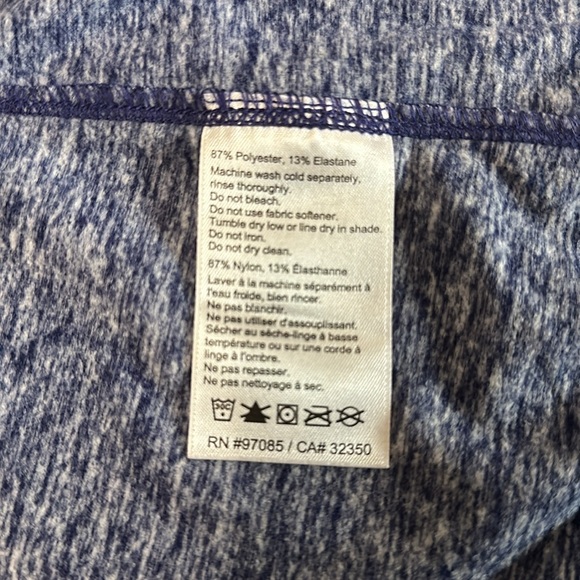 87% Polyester, 13% Elastane
Machine wash cold separately,
rinse thoroughly.
Do not bleach.
Do not use fabric softener.
Tumble dry low or line dry in shade.
Do not iron.
Do not dry clean.
87% Nylon, 13% Élasthanne
Laver à la machine séparément à
l'eau froide, bien rincer.
Ne pas blanchir.
Ne pas utiliser d'assouplissant.
Sécher au sèche-linge à basse
température ou sur une corde à
linge à l'ombre.
Ne pas repasser.
Ne pas nettoyage à sec.
30C
RN #97085 / CA# 32350